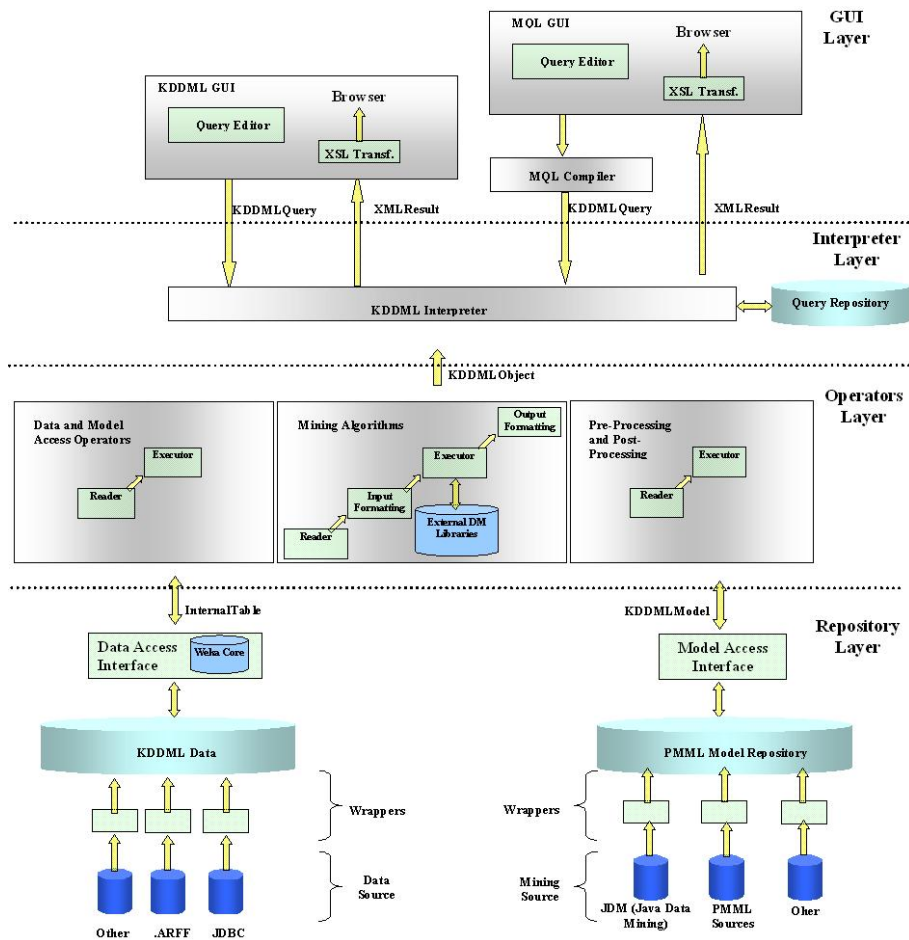 MQL GUI
GUI
Layer
Query Editor
Browser
XSL Transf.
KDDML GUI
Query Editor
Browser
XSL Transf.
MQL Compiler
KDDMLQuery
XMLResult
KDDMLQuery
XMLResult
Interpreter
Layer
KDDML Interpreter
Query Repository
KDDMLObject
Operators
Layer
Data and Model
Access Operators
Executor
Reader
Mining Algorithms
Output
Formatting
Executor
Input
Formatting
Reader
External DM
Libraries
Pre-Processing
and Post-
Processing
Executor
Reader
InternalTable
KDDMLModel
Repository
Layer
Data Access
Interface
Weka Core
Model Access
Interface
KDDML Data
PMML Model Repository
Wrappers
Wrappers
Data
Source
Mining
Source
Other
.ARFF
JDBC
JDM (Java Data
Mining)
PMML
Sources
Oher